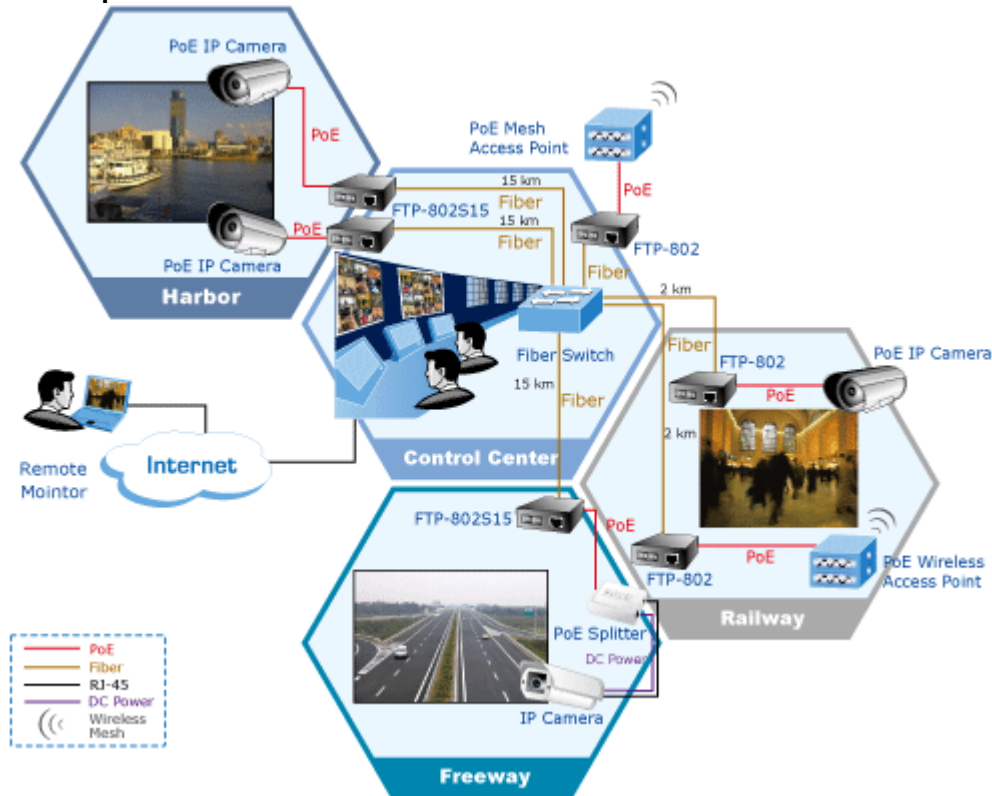 PoE IP Camera
PoE
PoE Mesh
Access Point
PoE
15 km
Fiber
FTP-802S15
15 km
Fiber
PoE
PoE IP Camera
Harbor
FTP-802
Fiber
2 km
Fiber Switch
Fiber
FTP-802
PoE IP Camera
PoE
15 km
Fiber
2 km
Control Center
Remote
Mointor
Internet
FTP-802S15
PoE
PoE
FTP-802
PoE Wireless
Access Point
Railway
PoE Splitter
DC Power
IP Camera
Freeway
PoE
Fiber
RJ-45
DC Power
Wireless
Mesh